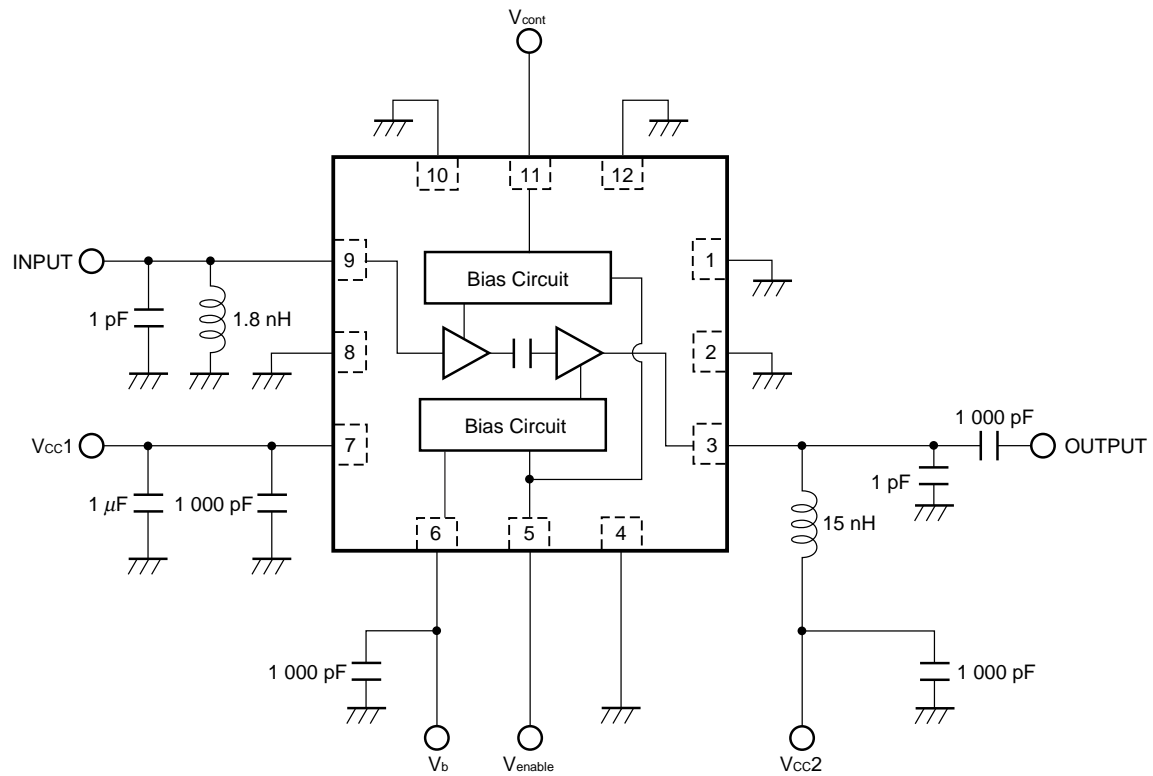 Vcont
10
11
12
INPUT
9
Bias Circuit
1
1 pF
1.8 nH
8
2
Bias Circuit
1 000 pF
VCC1
7
3
OUTPUT
1 μF
1 000 pF
1 pF
6
5
4
15 nH
1 000 pF
1 000 pF
Vb
Venable
VCC2